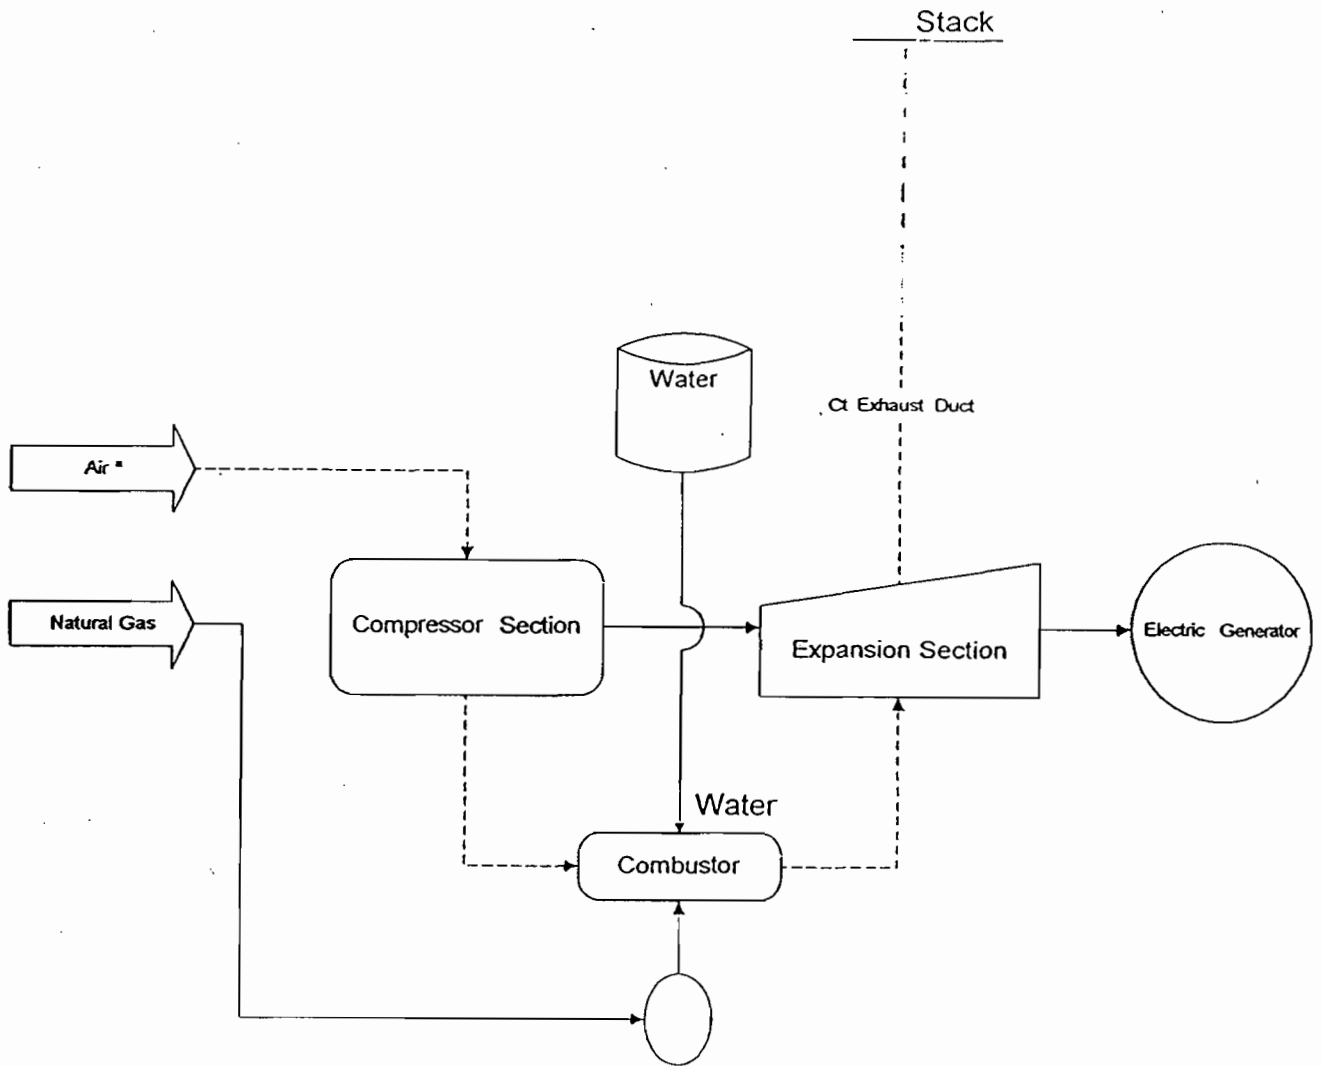 Stack
Water
Ct Exhaust Duct
Air *
Natural Gas
Compressor Section
Expansion Section
Electric Generator
Water
Combustor